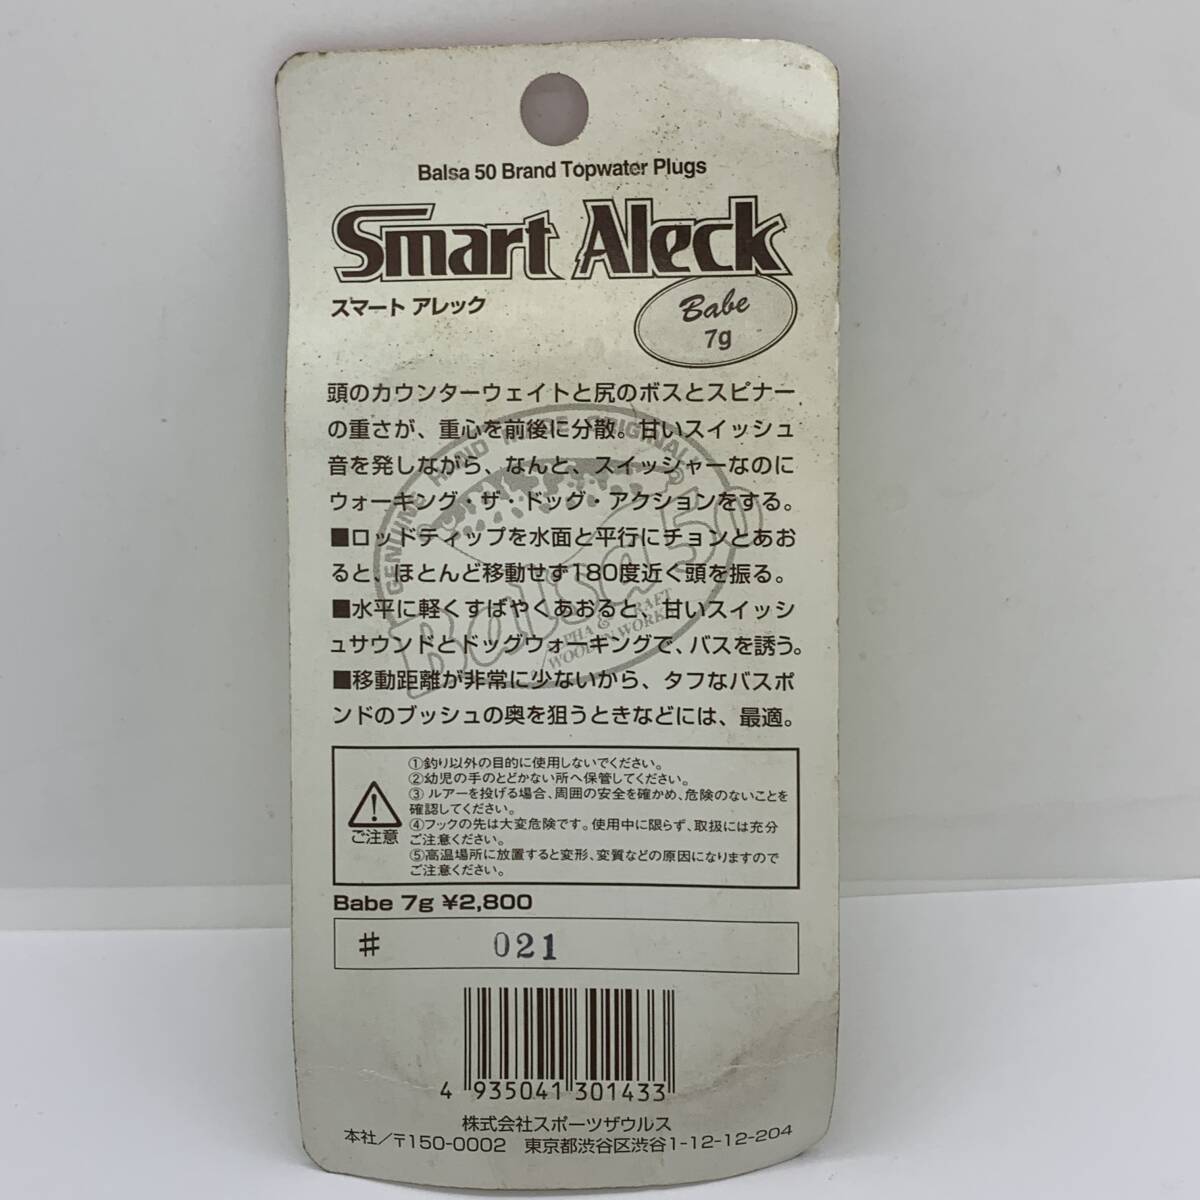 Balsa 50 Brand Topwater Plugs
Smart Aleck
スマート アレック
Babe
7g
頭のカウンターウェイトと尻のボスとスピナー
の重さが、重心を前後に分散。甘いスイッシュ
音を発しながら、なんと、スイッシャーなのに
ウォーキング・ザ・ドッグ・アクションをする。
■ロッドティップを水面と平行にチョンとあお
ると、ほとんど移動せず180度近く頭を振る。
■水平に軽くすばやくあおると、甘いスイッシ
ュサウンドとドッグウォーキングで、バスを誘う。
■移動距離が非常に少ないから、タフなバスポ
ンドのブッシュの奥を狙うときなどには、最適。
GENUINE HAND MADE ORIGINALITY
Balsa 50
ALPHA & CRAFT
WOODEN WORKS
ご注意
①釣り以外の目的に使用しないでください。
②幼児の手のとどかない所へ保管してください。
③ ルアーを投げる場合、周囲の安全を確かめ、危険のないことを
確認してください。
④フックの先は大変危険です。使用中に限らず、取扱には充分
ご注意ください。
⑤高温場所に放置すると変形、変質などの原因になりますので
ご注意ください。
Babe 7g ¥2,800
# 021
4 935041 301433
株式会社スポーツザウルス
本社/〒150-0002 東京都渋谷区渋谷1-12-12-204